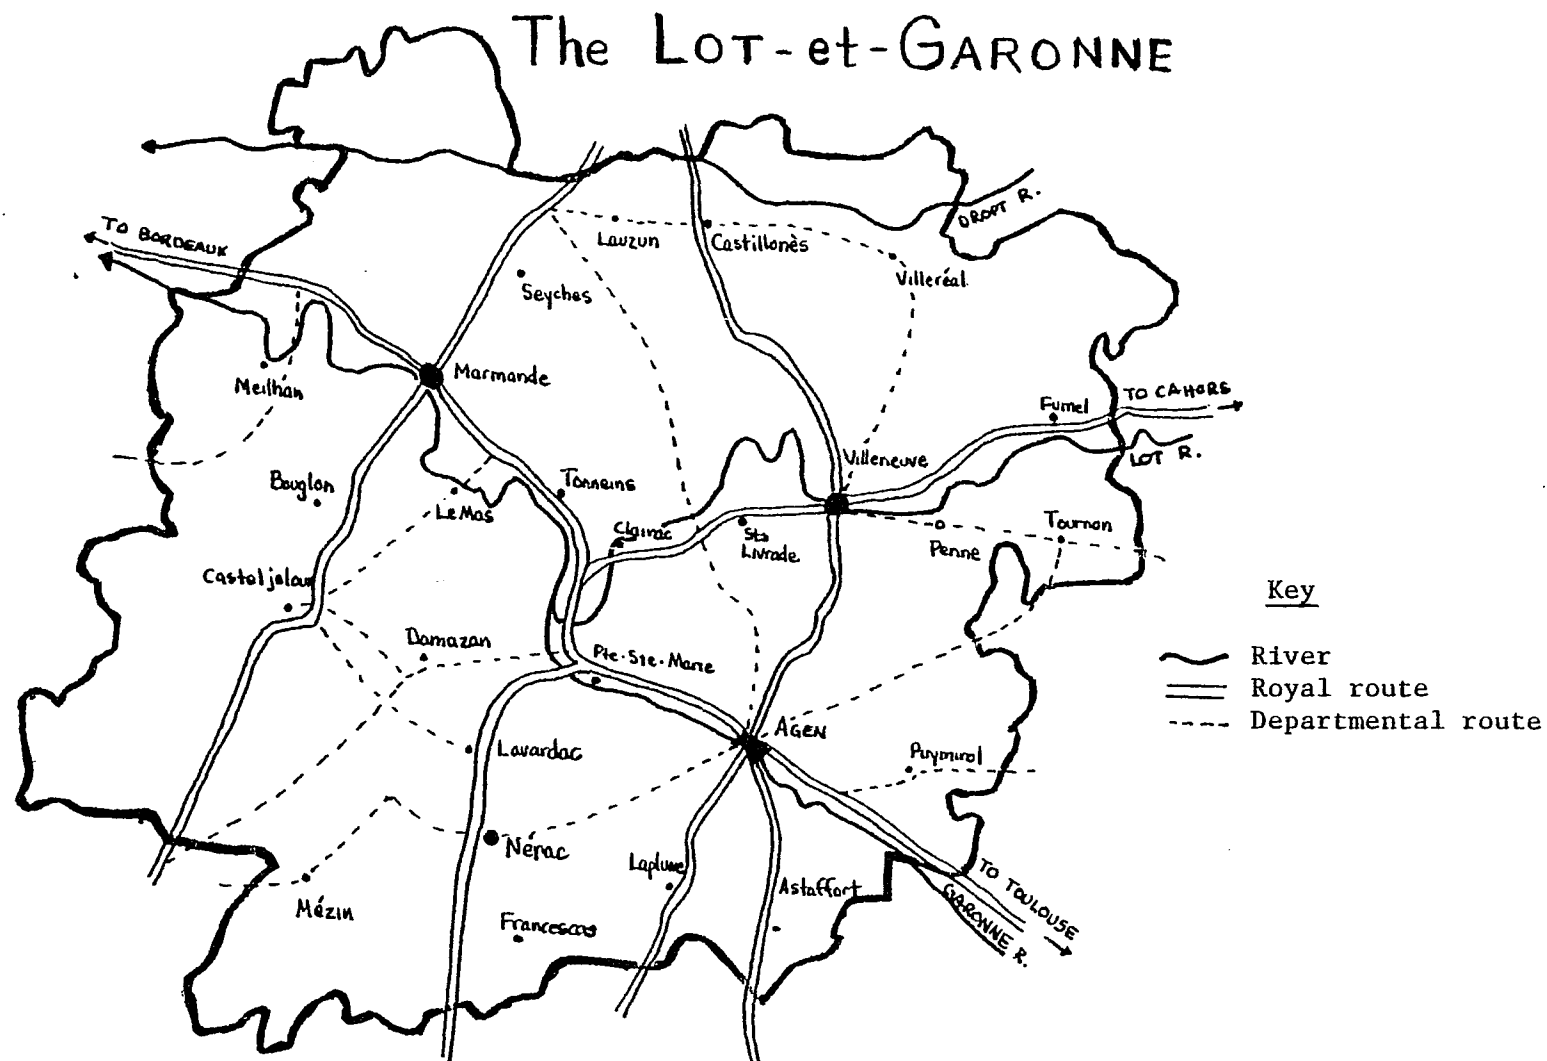 The LOT-et-GARONNE
TO BORDEAUX
DROPT R.
Lauzun
Castillonès
Villeréal
Seyches
Marmande
Meilhan
Fumel
TO CAHORS
LOT R.
Villeneuve
Bouglon
Tonneins
Le Mas
Clairac
Ste
Livrade
Penne
Tournon
Casteljaloux
Damazan
Pte-Ste-Marie
AGEN
Lavardac
Puymirol
Nérac
Laplume
Astaffort
Mézin
Francescas
TO TOULOUSE
GARONNE R.
Key
River
Royal route
Departmental route